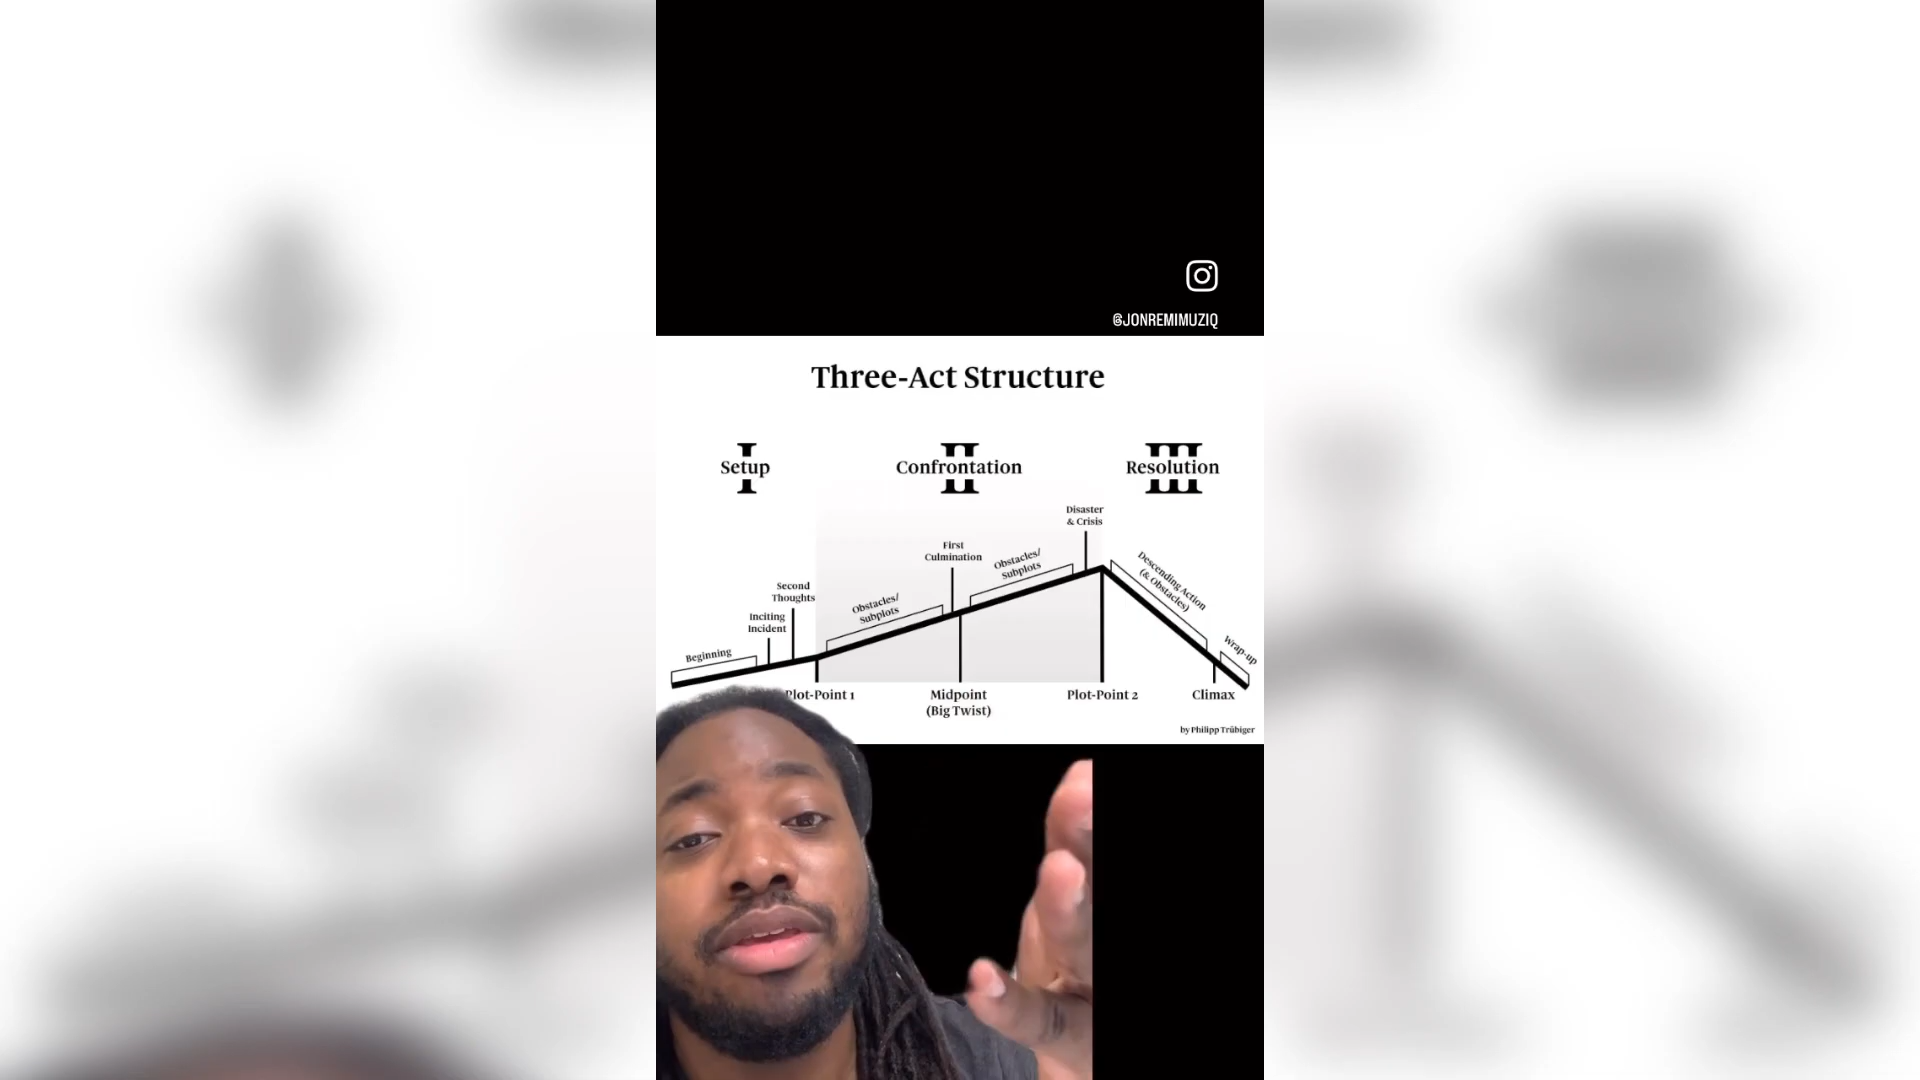 @JONREMIMUZIQ
Three-Act Structure
I
Setup
II
Confrontation
III
Resolution
Beginning
Inciting
Incident
Second
Thoughts
Obstacles/
Subplots
First
Culmination
Obstacles/
Subplots
Disaster
& Crisis
Descending Action
(& Obstacles)
Wrap-up
Plot-Point 1
Midpoint
(Big Twist)
Plot-Point 2
Climax
by Philipp Trübiger